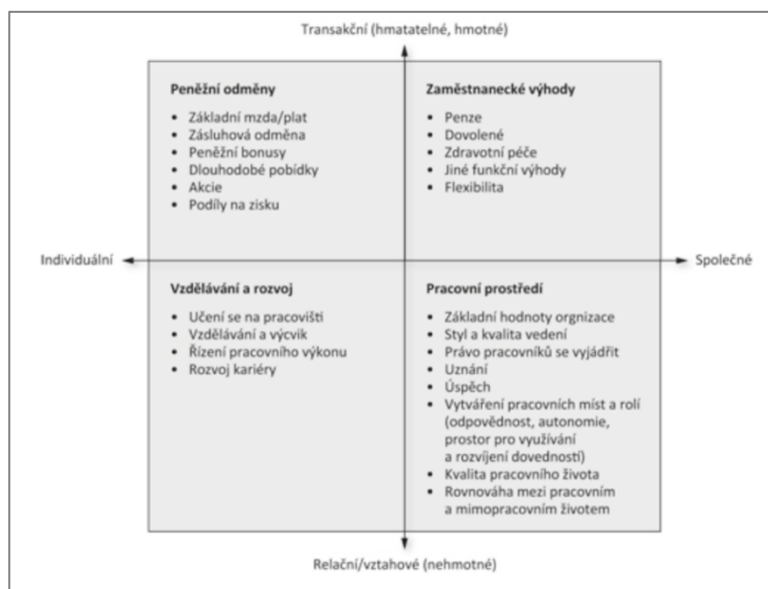 Transakční (hmatatelné, hmotné)
Peněžní odměny
• Základní mzda/plat
• Zásluhová odměna
• Peněžní bonusy
• Dlouhodobé pobídky
• Akcie
• Podíly na zisku
Zaměstnanecké výhody
• Penze
• Dovolené
• Zdravotní péče
• Jiné funkční výhody
• Flexibilita
Individuální
Společné
Vzdělávání a rozvoj
• Učení se na pracovišti
• Vzdělávání a výcvik
• Řízení pracovního výkonu
• Rozvoj kariéry
Pracovní prostředí
• Základní hodnoty orgnizace
• Styl a kvalita vedení
• Právo pracovníků se vyjádřit
• Uznání
• Úspěch
• Vytváření pracovních míst a rolí
(odpovědnost, autonomie,
prostor pro využívání
a rozvíjení dovedností)
• Kvalita pracovního života
• Rovnováha mezi pracovním
a mimopracovním životem
Relační/vztahové (nehmotné)